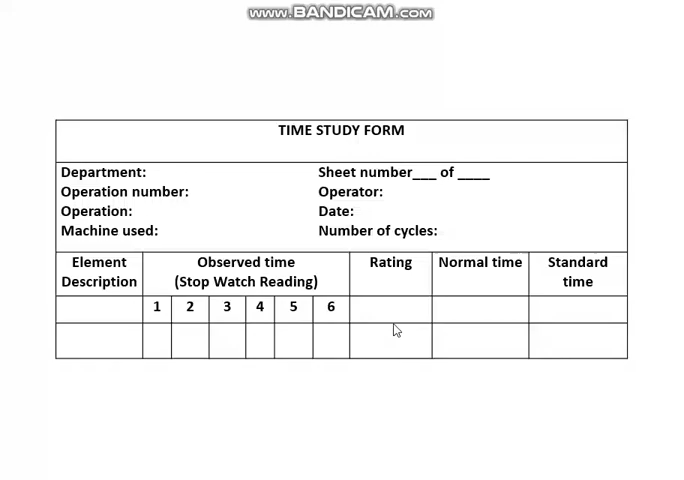 www.BANDICAM.com
TIME STUDY FORM
Department:
Operation number:
Operation:
Machine used:
Sheet number___ of ____
Operator:
Date:
Number of cycles:
Element Description
Observed time
(Stop Watch Reading)
Rating
Normal time
Standard time
1 2 3 4 5 6